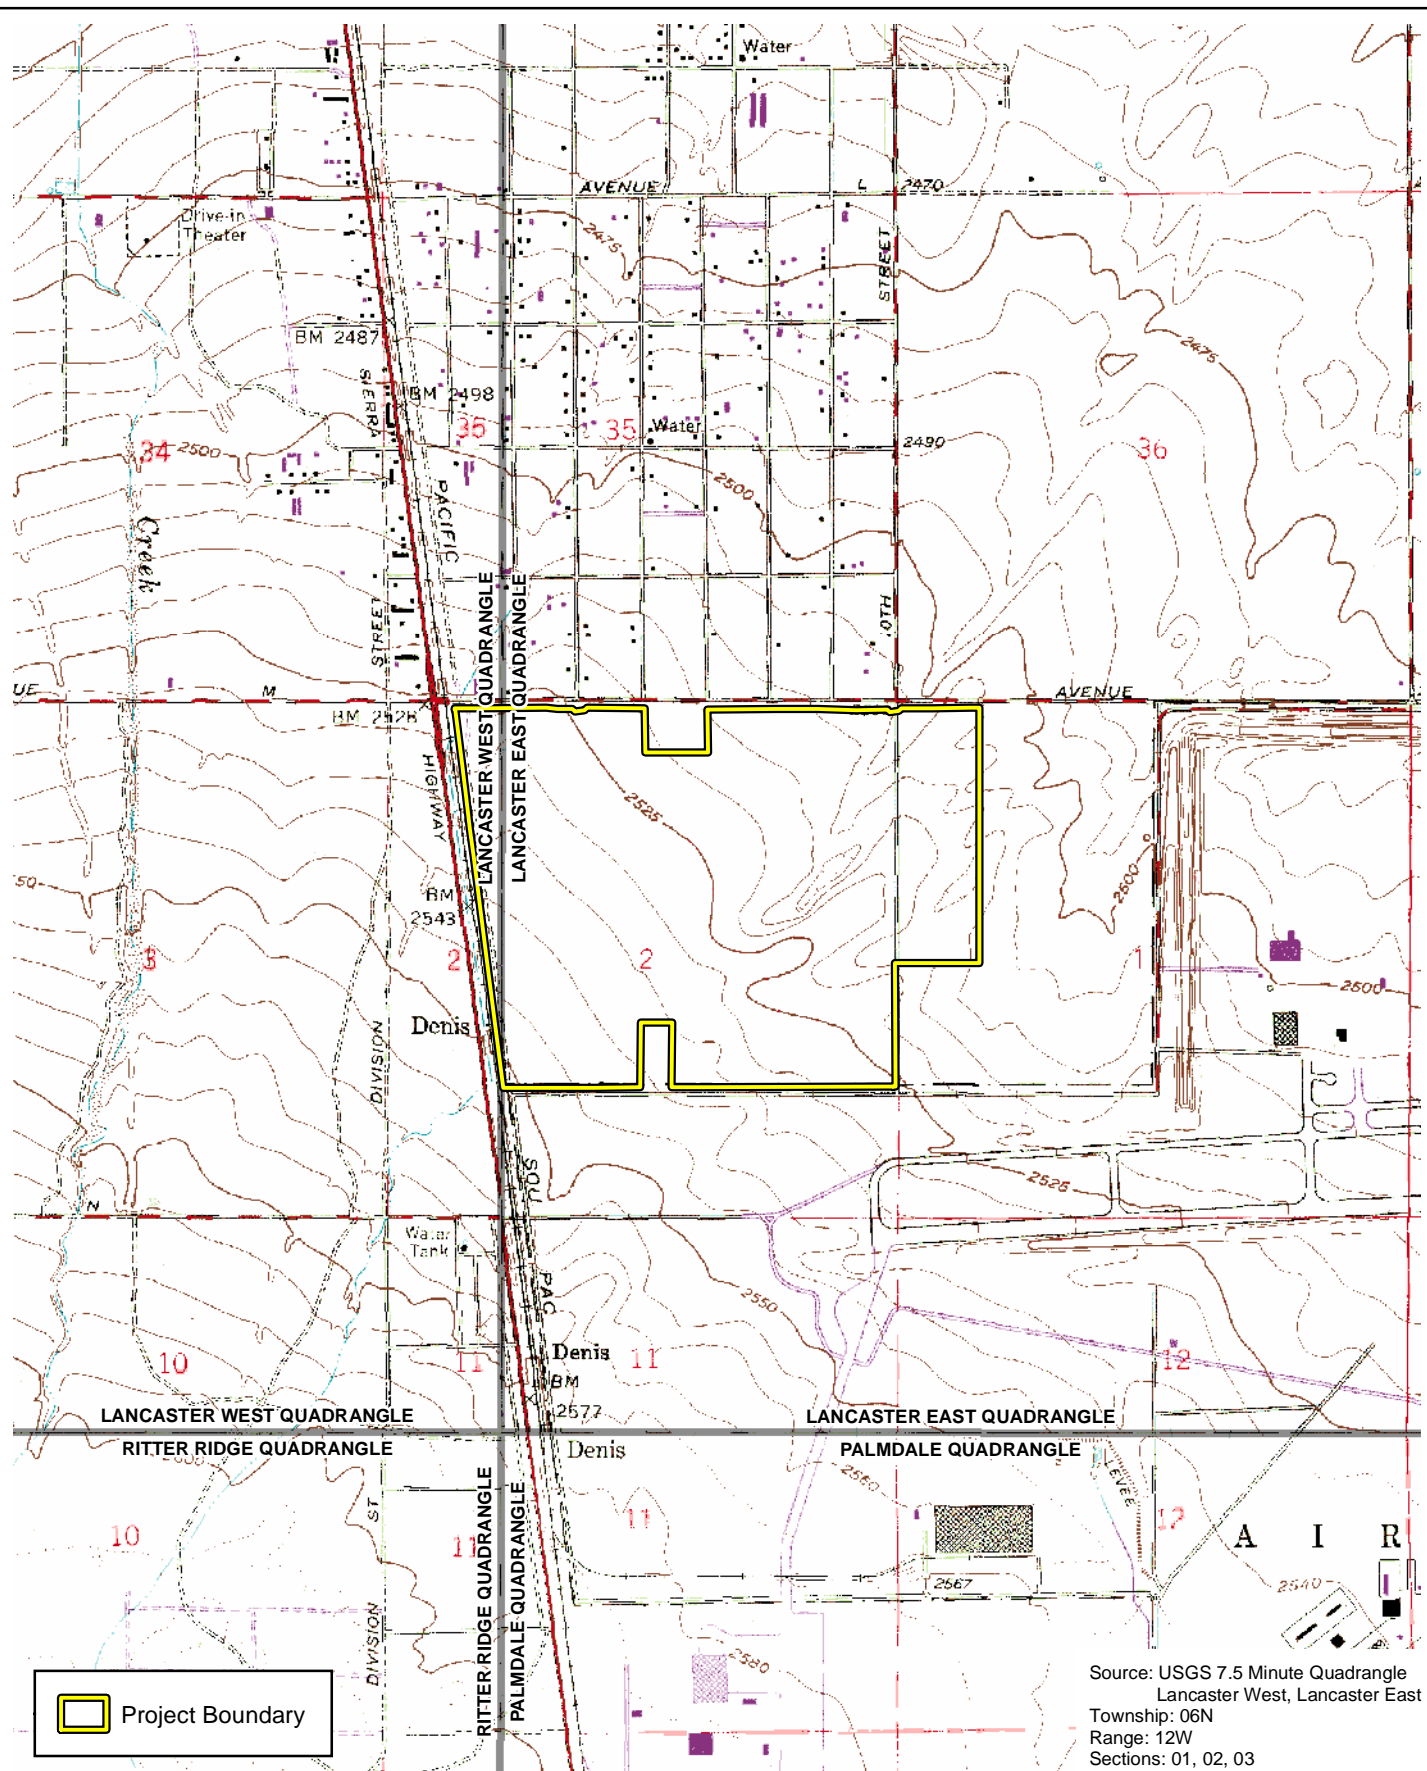 Water
AVENUE
L
2470
Drive-in
Theater
2475
STREET
BM 2487
2475
SIERRA
BM 2498
35
35
Water
2490
34
2500
36
2500
PACIFIC
Creek
LANCASTER WEST QUADRANGLE
LANCASTER EAST QUADRANGLE
STREET
10TH
UE
M
AVENUE
BM 2526
HIGHWAY
2525
2500
50
BM
2543
3
2
2
1
2500
Denis
DIVISION
SOU
2525
N
Water
Tank
PAC
2550
Denis
10
11
11
12
BM
2577
LANCASTER WEST QUADRANGLE
LANCASTER EAST QUADRANGLE
RITTER RIDGE QUADRANGLE
PALMDALE QUADRANGLE
Denis
2560
LEVEE
RITTER RIDGE QUADRANGLE
PALMDALE QUADRANGLE
ST
10
11
11
12
A I R
2567
2540
DIVISION
2580
Project Boundary
Source: USGS 7.5 Minute Quadrangle
Lancaster West, Lancaster East
Township: 06N
Range: 12W
Sections: 01, 02, 03